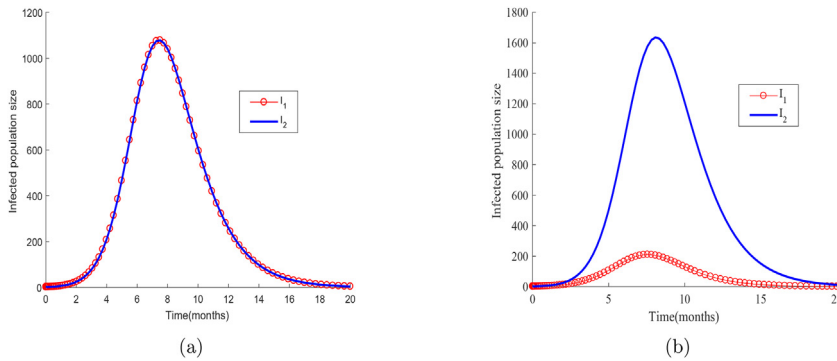 1200
1000
800
600
400
200
0
Infected population size
I1
I2
0 2 4 6 8 10 12 14 16 18 20
Time(months)
(a)
1800
1600
1400
1200
1000
800
600
400
200
0
Infected population size
I1
I2
0 5 10 15
Time(months)
(b)